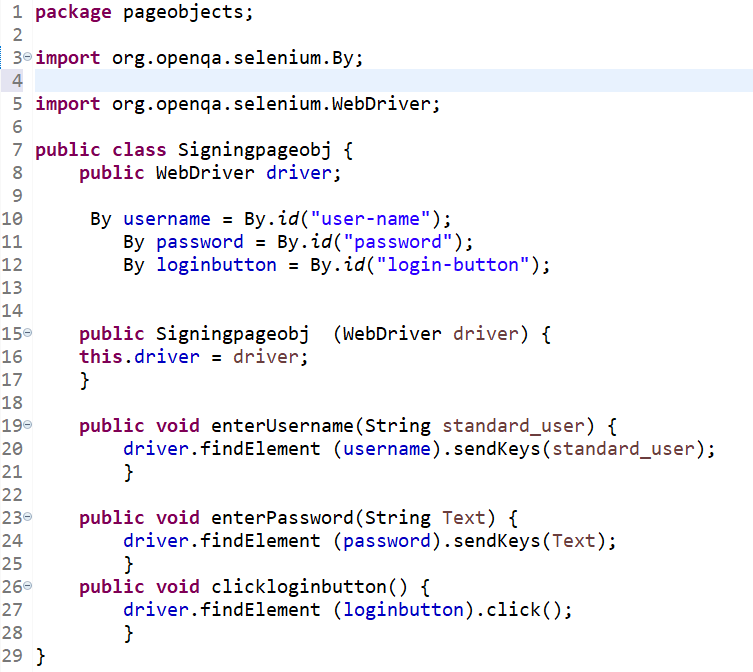 1 package pageobjects;
2
3 import org.openqa.selenium.By;
4
5 import org.openqa.selenium.WebDriver;
6
7 public class Signingpageobj {
8     public WebDriver driver;
9
10      By username = By.id("user-name");
11         By password = By.id("password");
12         By loginbutton = By.id("login-button");
13
14
15     public Signingpageobj  (WebDriver driver) {
16     this.driver = driver;
17     }
18
19     public void enterUsername(String standard_user) {
20         driver.findElement (username).sendKeys(standard_user);
21         }
22
23     public void enterPassword(String Text) {
24         driver.findElement (password).sendKeys(Text);
25         }
26     public void clickloginbutton() {
27         driver.findElement (loginbutton).click();
28         }
29 }